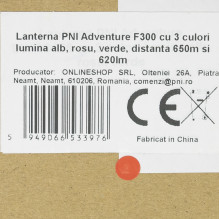 Lanterna PNI Adventure F300 cu 3 culori
lumina alb, rosu, verde, distanta 650m si
620lm
Producator: ONLINESHOP SRL, Olteniei 26A, Piatra
Neamt, Neamt, 610206, Romania, comenzi@pni.ro
CE
5 949066 533976 >
Fabricat in China